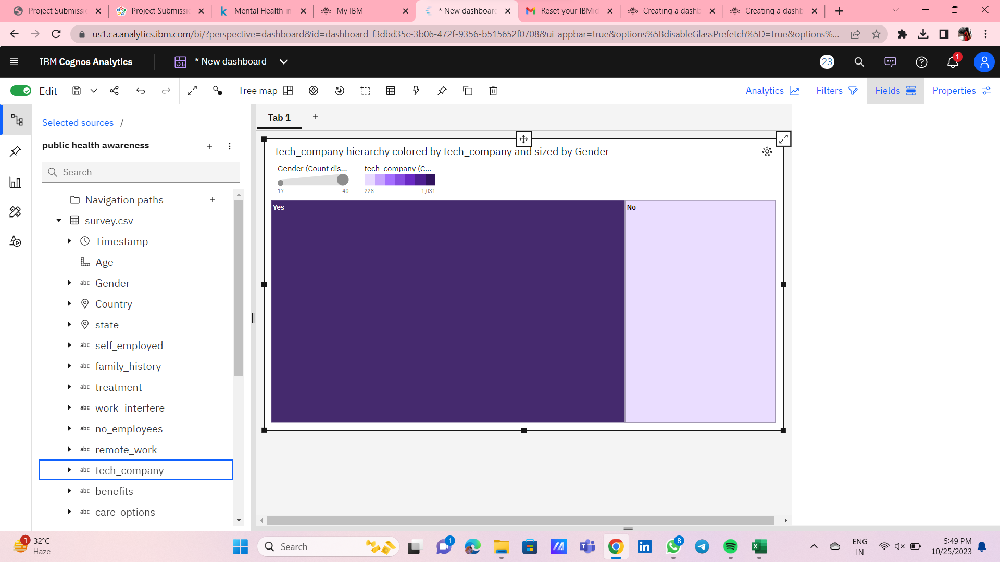 Project Submissio
Project Submissio
Mental Health in
My IBM
* New dashboard
Reset your IBMid
Creating a dashb
Creating a dashb
us1.ca.analytics.ibm.com/bi/?perspective=dashboard&id=dashboard_f3dbd35c-3b06-472f-9356-b515652f0708&ui_appbar=true&options%5BdisableGlassPrefetch%5D=true&options%...
IBM Cognos Analytics
* New dashboard
23
1
Edit
Tree map
Analytics
Filters
Fields
Properties
Selected sources /
Tab 1
public health awareness
Search
Navigation paths
survey.csv
Timestamp
Age
abc Gender
Country
state
abc self_employed
abc family_history
abc treatment
abc work_interfere
abc no_employees
abc remote_work
abc tech_company
abc benefits
abc care_options
tech_company hierarchy colored by tech_company and sized by Gender
Gender (Count dis...
tech_company (C...
17
40
228
1,031
Yes
No
1
32°C
Haze
Search
1
8
ENG
IN
5:49 PM
10/25/2023